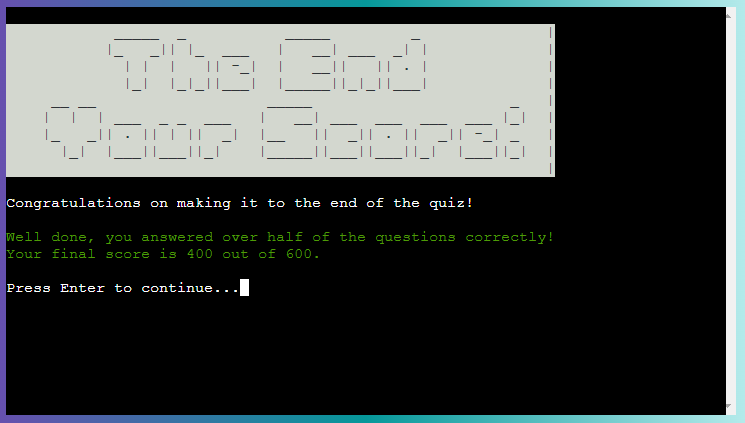 The End
Your Score!
Congratulations on making it to the end of the quiz!
Well done, you answered over half of the questions correctly!
Your final score is 400 out of 600.
Press Enter to continue...